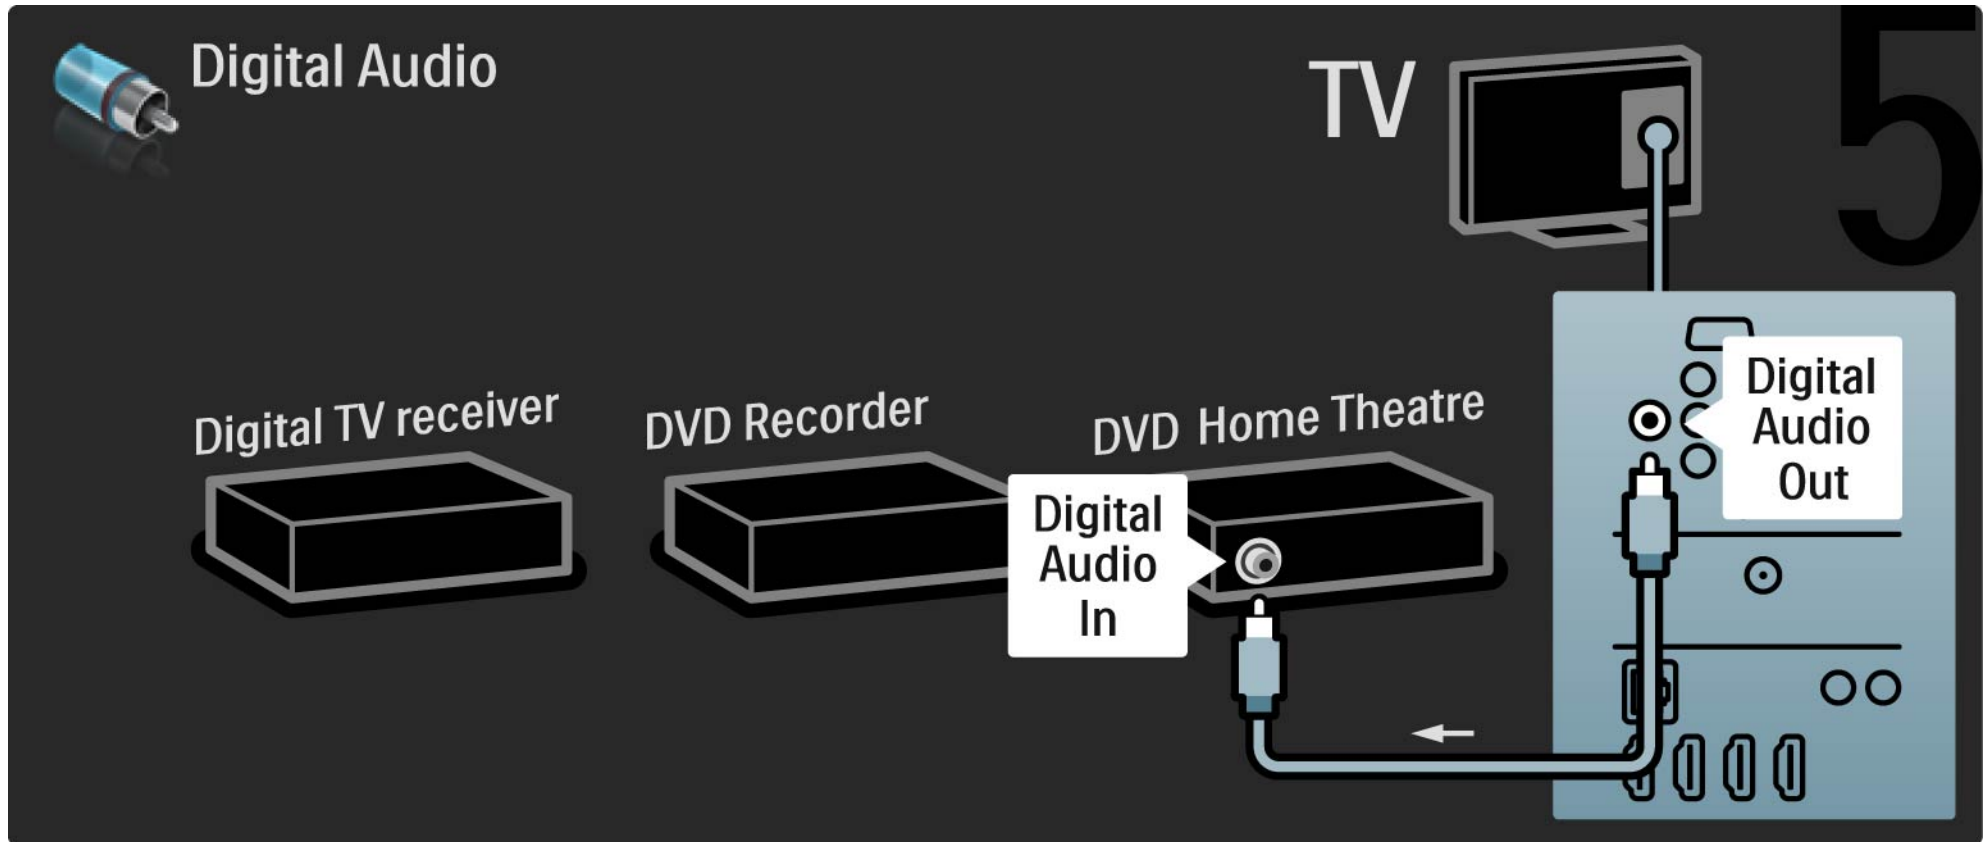 Digital Audio
TV
5
Digital TV receiver
DVD Recorder
DVD Home Theatre
Digital
Audio
In
Digital
Audio
Out